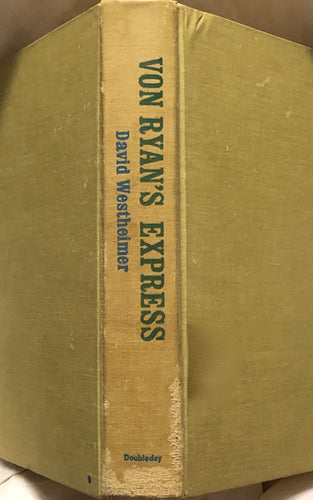 VON RYAN'S EXPRESS
David Westheimer
Doubleday